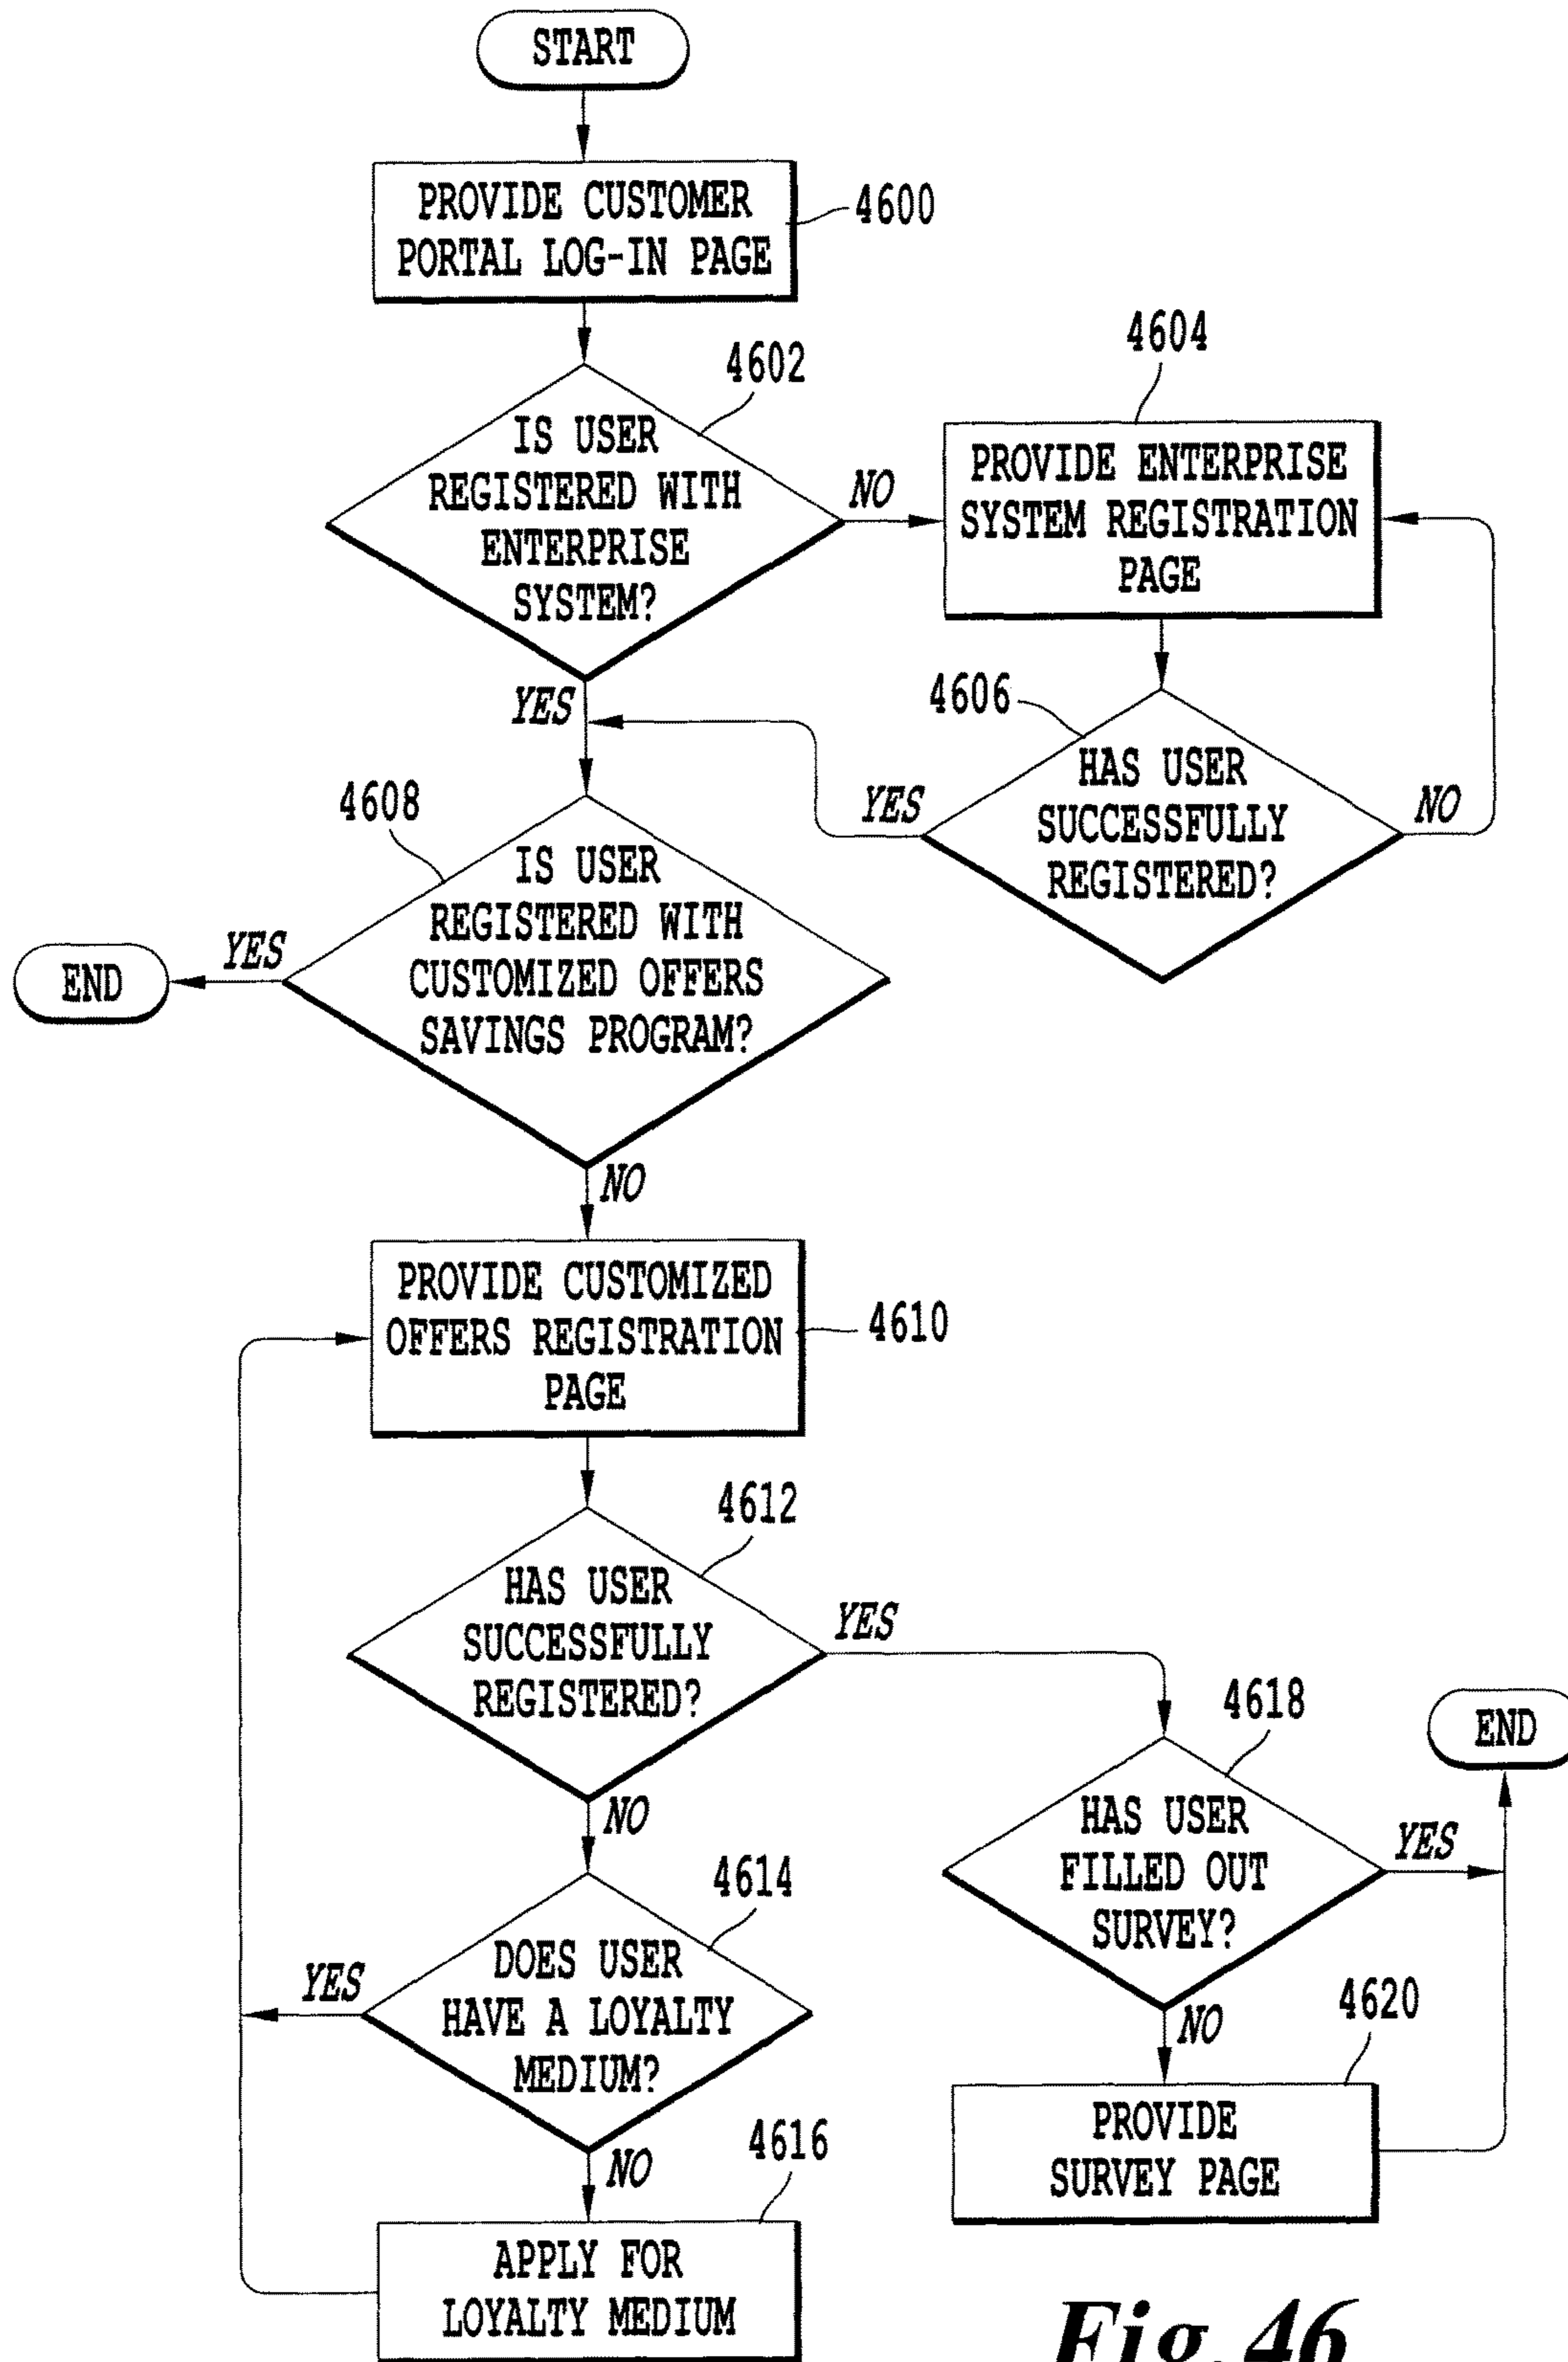 START
PROVIDE CUSTOMER
PORTAL LOG-IN PAGE
4600
4602
IS USER
REGISTERED WITH
ENTERPRISE
SYSTEM?
NO
4604
PROVIDE ENTERPRISE
SYSTEM REGISTRATION
PAGE
YES
4606
HAS USER
SUCCESSFULLY
REGISTERED?
YES
NO
4608
IS USER
REGISTERED WITH
CUSTOMIZED OFFERS
SAVINGS PROGRAM?
YES
END
NO
PROVIDE CUSTOMIZED
OFFERS REGISTRATION
PAGE
4610
4612
HAS USER
SUCCESSFULLY
REGISTERED?
YES
NO
4618
HAS USER
FILLED OUT
SURVEY?
YES
END
NO
4614
DOES USER
HAVE A LOYALTY
MEDIUM?
YES
NO
4620
PROVIDE
SURVEY PAGE
4616
APPLY FOR
LOYALTY MEDIUM
Fig. 46